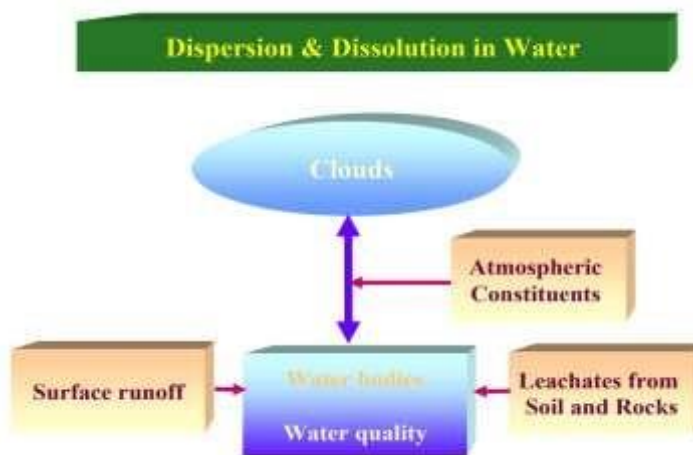 Dispersion & Dissolution in Water
Clouds
Atmospheric
Constituents
Surface runoff
Water bodies
Water quality
Leachates from
Soil and Rocks